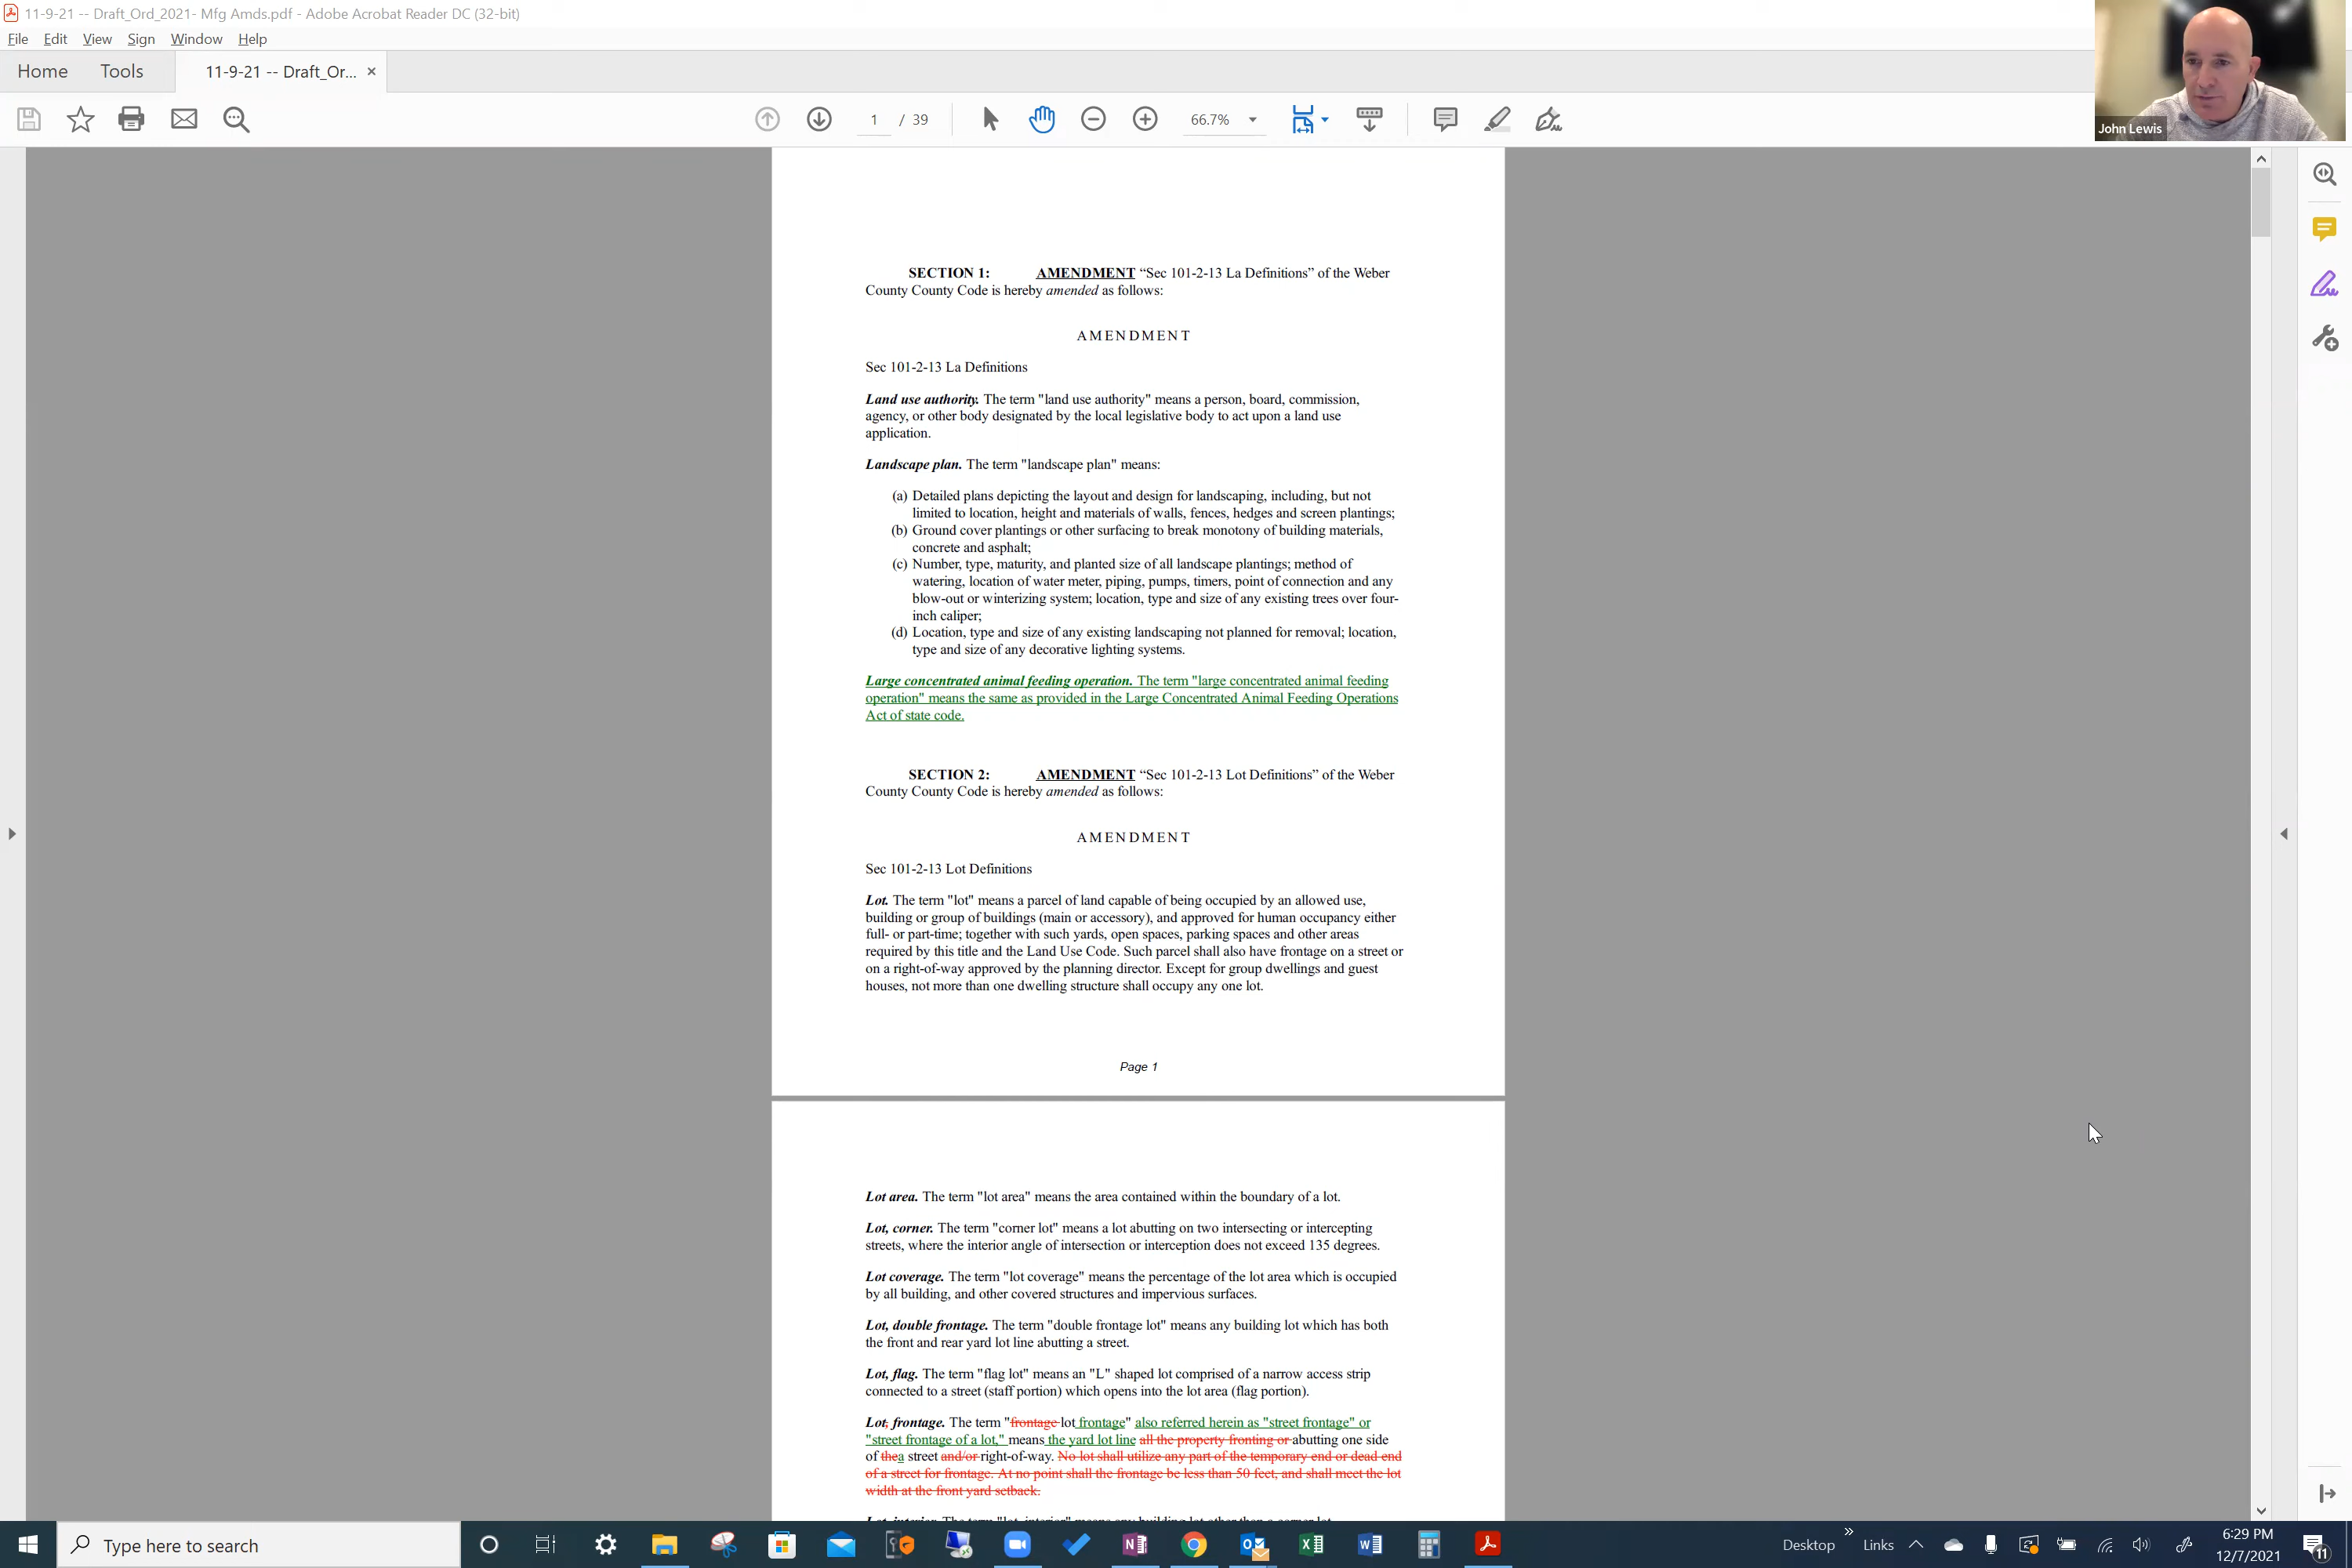 11-9-21 -- Draft_Ord_2021- Mfg Amds.pdf - Adobe Acrobat Reader DC (32-bit)
File Edit View Sign Window Help
Home Tools 11-9-21 -- Draft_Or... ×
1 / 39 66.7%
John Lewis
SECTION 1: AMENDMENT “Sec 101-2-13 La Definitions” of the Weber
County County Code is hereby amended as follows:
AMENDMENT
Sec 101-2-13 La Definitions
Land use authority. The term "land use authority" means a person, board, commission,
agency, or other body designated by the local legislative body to act upon a land use
application.
Landscape plan. The term "landscape plan" means:
(a) Detailed plans depicting the layout and design for landscaping, including, but not
limited to location, height and materials of walls, fences, hedges and screen plantings;
(b) Ground cover plantings or other surfacing to break monotony of building materials,
concrete and asphalt;
(c) Number, type, maturity, and planted size of all landscape plantings; method of
watering, location of water meter, piping, pumps, timers, point of connection and any
blow-out or winterizing system; location, type and size of any existing trees over four-
inch caliper;
(d) Location, type and size of any existing landscaping not planned for removal; location,
type and size of any decorative lighting systems.
Large concentrated animal feeding operation. The term "large concentrated animal feeding
operation" means the same as provided in the Large Concentrated Animal Feeding Operations
Act of state code.
SECTION 2: AMENDMENT “Sec 101-2-13 Lot Definitions” of the Weber
County County Code is hereby amended as follows:
AMENDMENT
Sec 101-2-13 Lot Definitions
Lot. The term "lot" means a parcel of land capable of being occupied by an allowed use,
building or group of buildings (main or accessory), and approved for human occupancy either
full- or part-time; together with such yards, open spaces, parking spaces and other areas
required by this title and the Land Use Code. Such parcel shall also have frontage on a street or
on a right-of-way approved by the planning director. Except for group dwellings and guest
houses, not more than one dwelling structure shall occupy any one lot.
Page 1
Lot area. The term "lot area" means the area contained within the boundary of a lot.
Lot, corner. The term "corner lot" means a lot abutting on two intersecting or intercepting
streets, where the interior angle of intersection or interception does not exceed 135 degrees.
Lot coverage. The term "lot coverage" means the percentage of the lot area which is occupied
by all building, and other covered structures and impervious surfaces.
Lot, double frontage. The term "double frontage lot" means any building lot which has both
the front and rear yard lot line abutting a street.
Lot, flag. The term "flag lot" means an "L" shaped lot comprised of a narrow access strip
connected to a street (staff portion) which opens into the lot area (flag portion).
Lot, frontage. The term "frontage lot frontage" also referred herein as "street frontage" or
"street frontage of a lot," means the yard lot line all the property fronting or abutting one side
of thea street and/or right-of-way. No lot shall utilize any part of the temporary end or dead end
of a street for frontage. At no point shall the frontage be less than 50 feet, and shall meet the lot
width at the front yard setback.
Lot, interior. The term "lot, interior" means any building lot other than a corner lot.
Type here to search
Desktop » Links
6:29 PM
12/7/2021
11